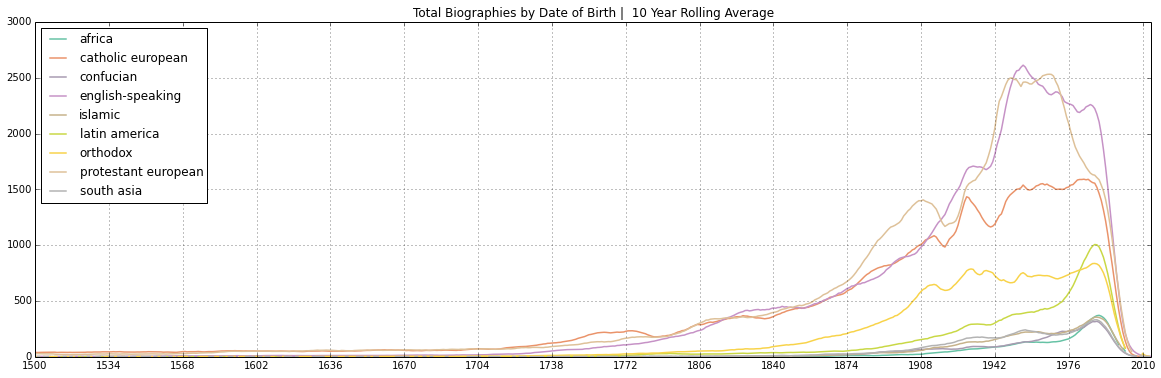 Total Biographies by Date of Birth | 10 Year Rolling Average
3000
2500
2000
1500
1000
500
0
africa
catholic european
confucian
english-speaking
islamic
latin america
orthodox
protestant european
south asia
1500 1534 1568 1602 1636 1670 1704 1738 1772 1806 1840 1874 1908 1942 1976 2010